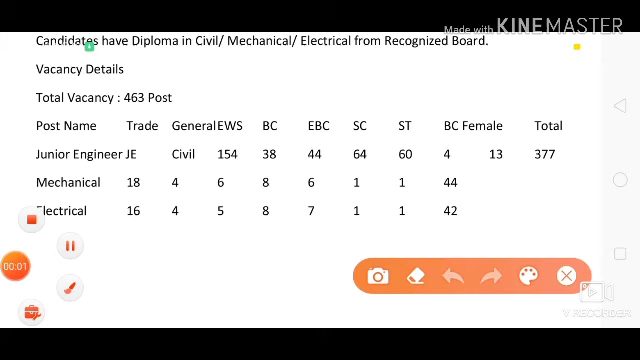 Made with KINEMASTER
Candidates have Diploma in Civil/ Mechanical/ Electrical from Recognized Board.
Vacancy Details
Total Vacancy : 463 Post
Post Name Trade General EWS BC EBC SC ST BC Female Total
Junior Engineer JE Civil 154 38 44 64 60 4 13 377
Mechanical 18 4 6 8 6 1 1 44
Electrical 16 4 5 8 7 1 1 42
00:01
V RECORDER